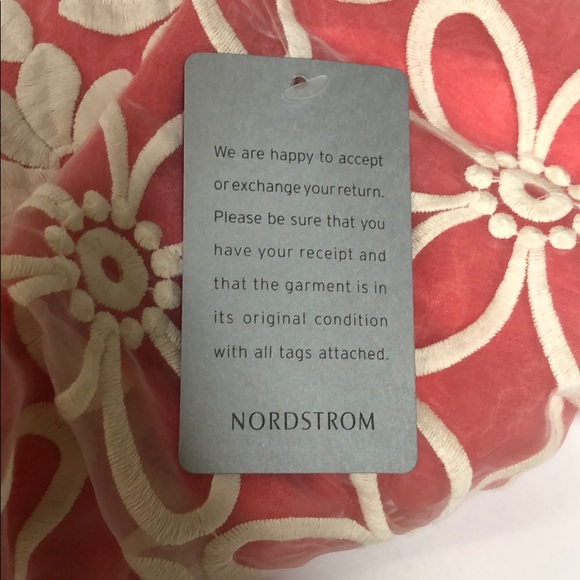 We are happy to accept
or exchange your return.
Please be sure that you
have your receipt and
that the garment is in
its original condition
with all tags attached.
NORDSTROM